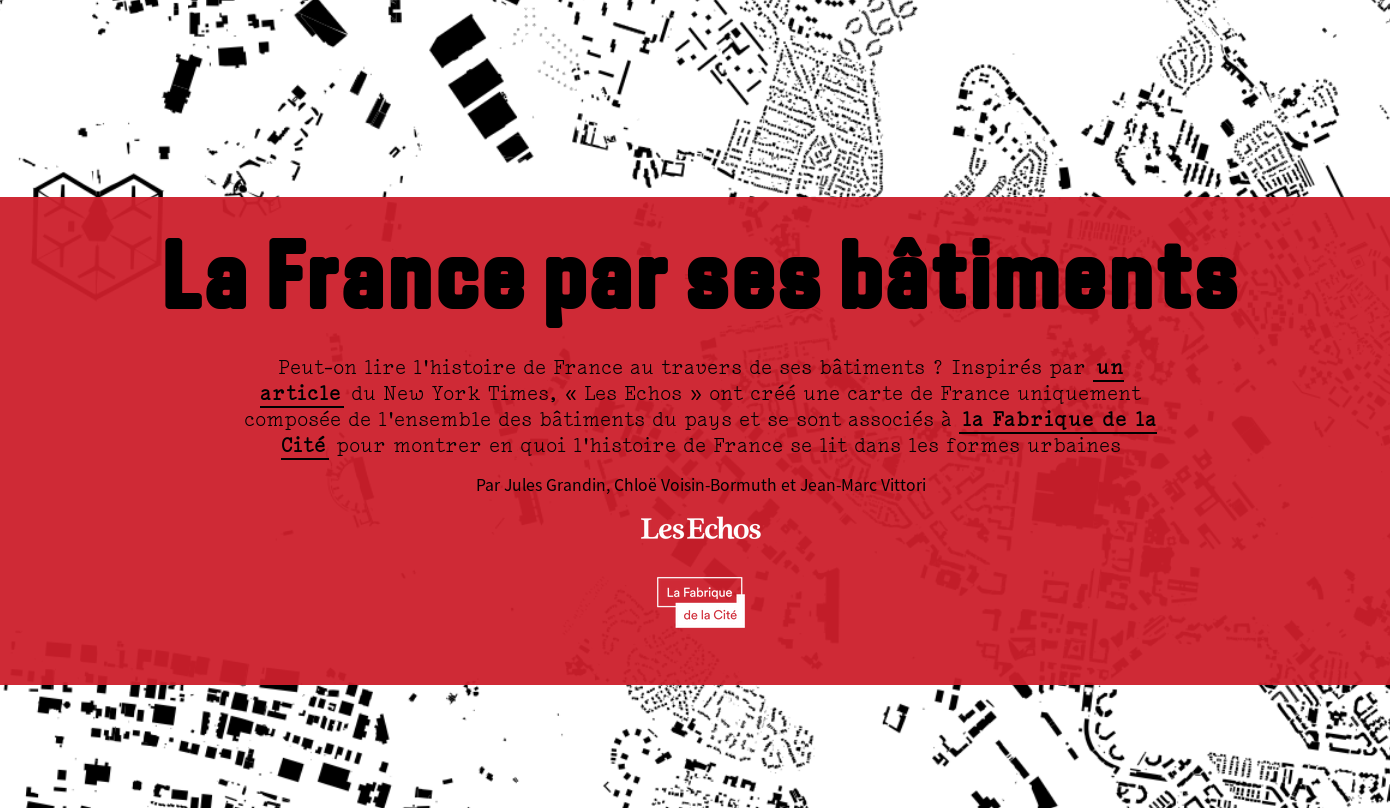 La France par ses bâtiments
Peut-on lire l'histoire de France au travers de ses bâtiments ? Inspirés par un
article du New York Times, « Les Echos » ont créé une carte de France uniquement
composée de l'ensemble des bâtiments du pays et se sont associés à la Fabrique de la
Cité pour montrer en quoi l'histoire de France se lit dans les formes urbaines
Par Jules Grandin, Chloë Voisin-Bormuth et Jean-Marc Vittori
Les Echos
La Fabrique
de la Cité